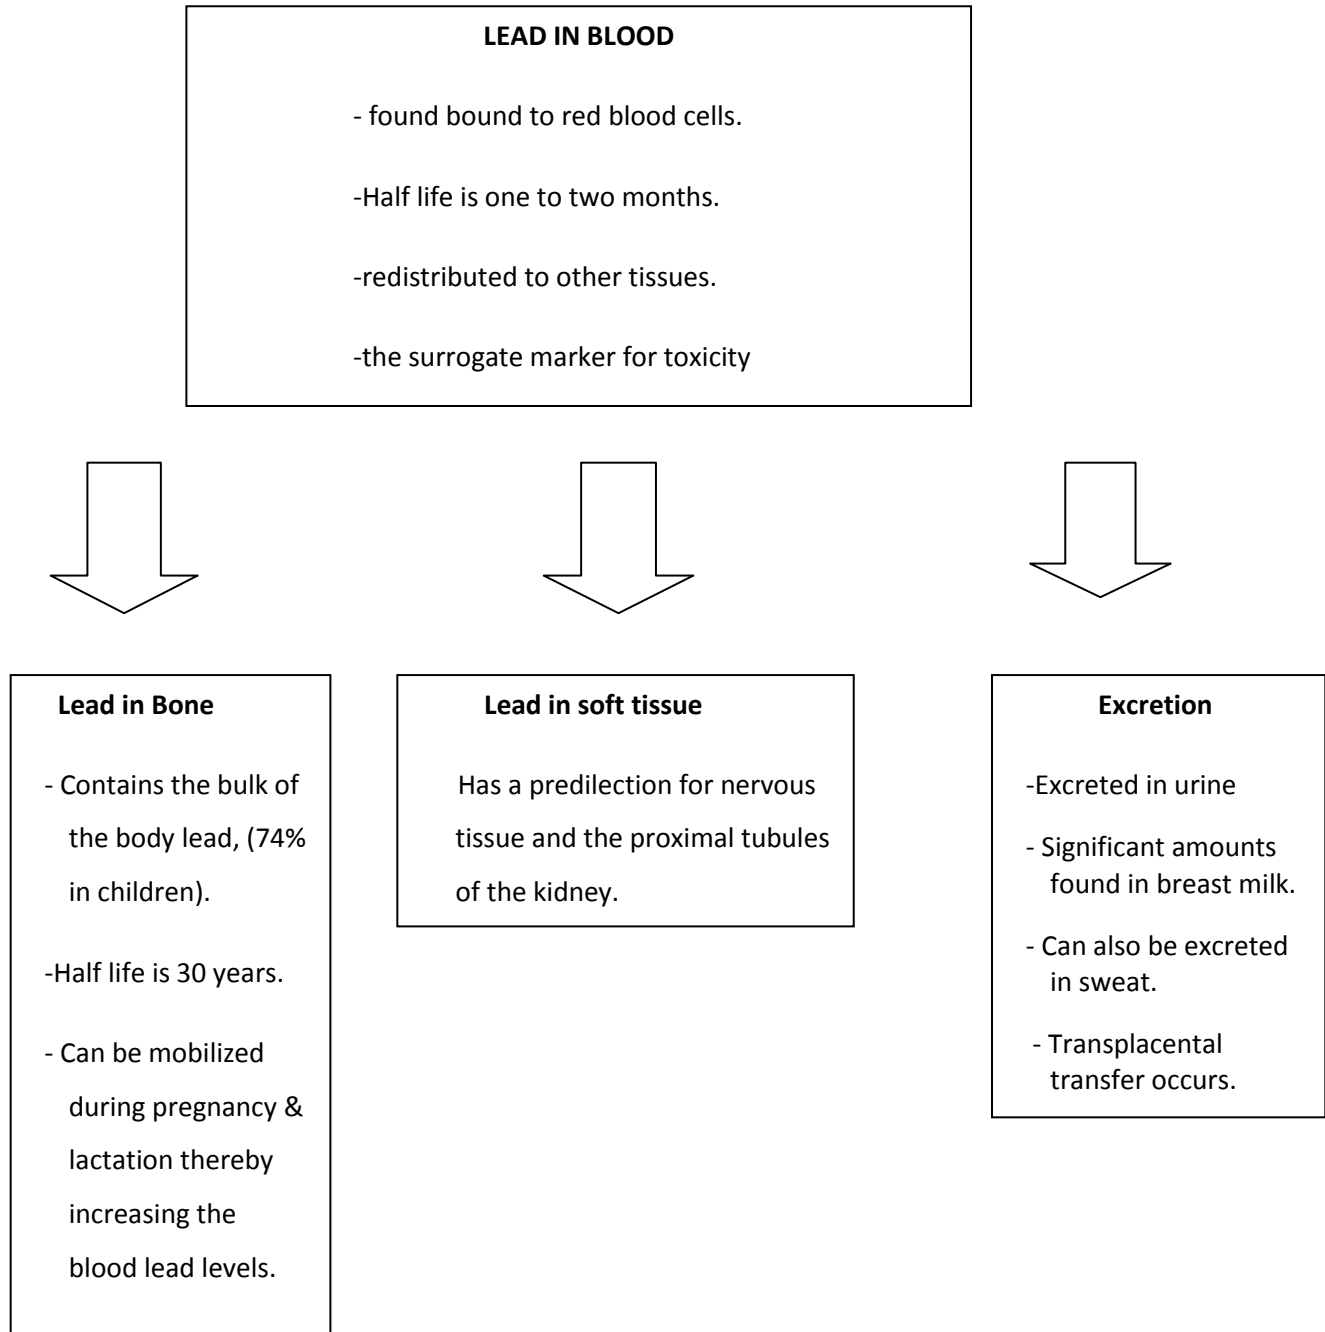 LEAD IN BLOOD
- found bound to red blood cells.
-Half life is one to two months.
-redistributed to other tissues.
-the surrogate marker for toxicity
Lead in Bone
- Contains the bulk of
the body lead, (74%
in children).
-Half life is 30 years.
- Can be mobilized
during pregnancy &
lactation thereby
increasing the
blood lead levels.
Lead in soft tissue
Has a predilection for nervous
tissue and the proximal tubules
of the kidney.
Excretion
-Excreted in urine
- Significant amounts
found in breast milk.
- Can also be excreted
in sweat.
- Transplacental
transfer occurs.